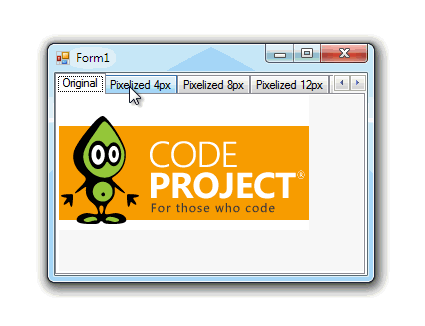 Form1
Original Pixelized 4px Pixelized 8px Pixelized 12px
CODE
PROJECT®
For those who code